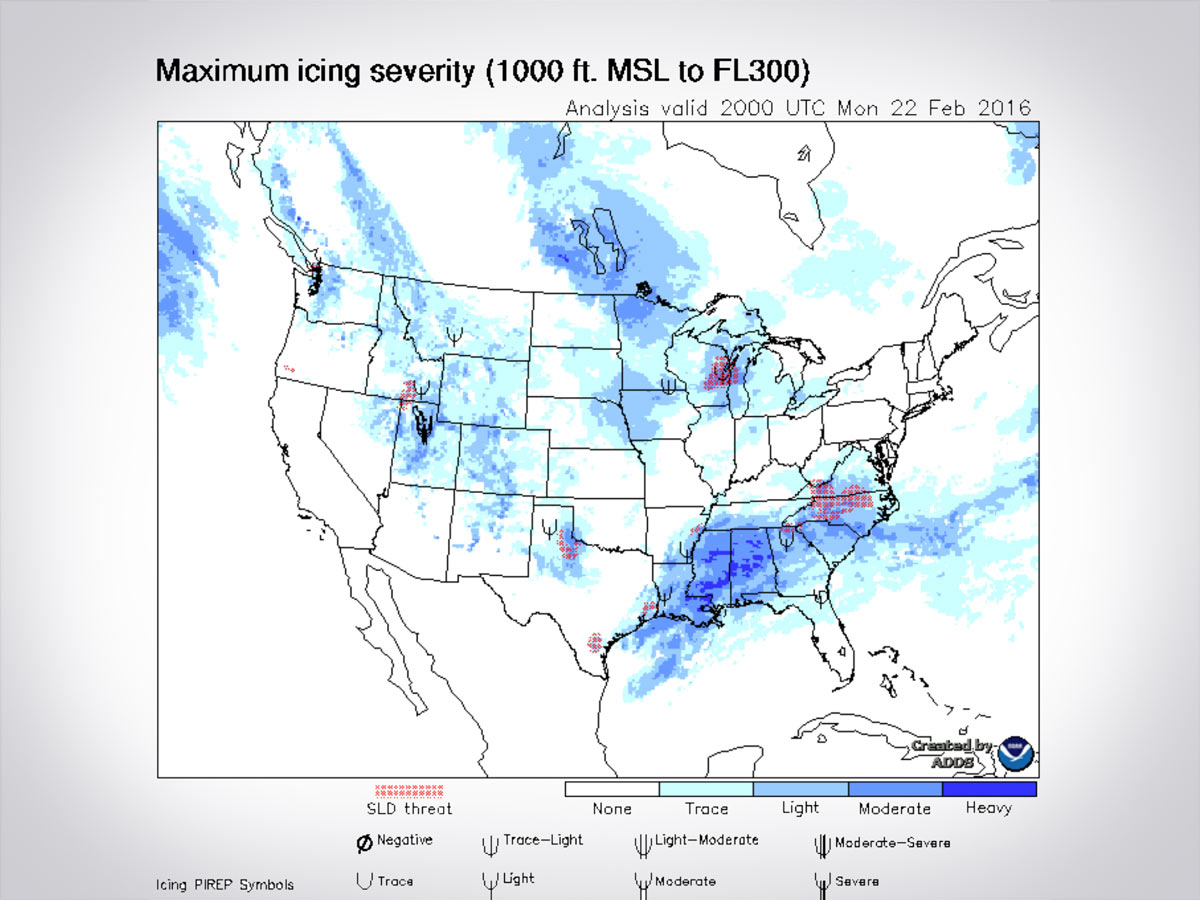 Maximum icing severity (1000 ft. MSL to FL300)
Analysis valid 2000 UTC Mon 22 Feb 2016
Created by
ADDS
NOAA
SLD threat
None Trace Light Moderate Heavy
Negative Trace-Light Light-Moderate Moderate-Severe
Icing PIREP Symbols Trace Light Moderate Severe